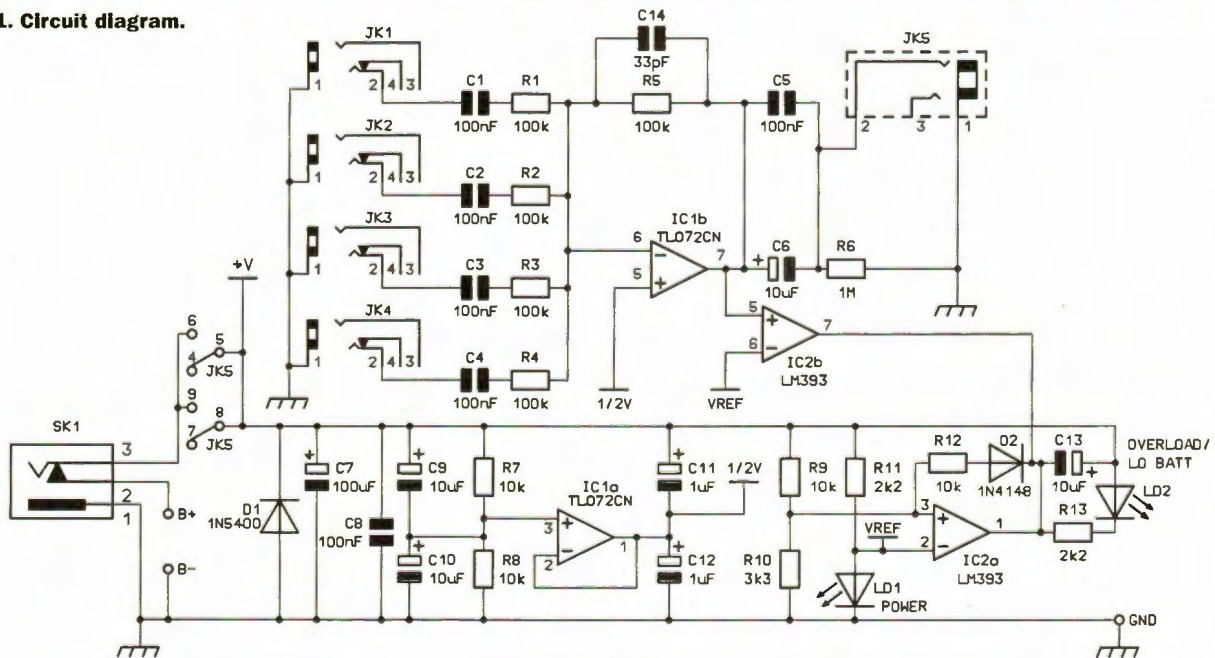 1. Circuit diagram.
JK1
1
2 4 3
C1
100nF
R1
100k
C14
33pF
R5
100k
C5
100nF
JK5
2 3 1
JK2
1
2 4 3
C2
100nF
R2
100k
JK3
1
2 4 3
C3
100nF
R3
100k
JK4
1
2 4 3
C4
100nF
R4
100k
IC1b
TL072CN
6
5
7
C6
+
10uF
R6
1M
5
6
7
IC2b
LM393
1/2V
VREF
+V
6
5
4
JK5
9
8
7
JK5
SK1
3
2
1
B+
B-
D1
1N5400
+
C7
100uF
C8
100nF
+
C9
10uF
+
C10
10uF
R7
10k
R8
10k
IC1a
TL072CN
3
2
1
+
C11
1uF
1/2V
+
C12
1uF
R9
10k
R10
3k3
R11
2k2
VREF
LD1
POWER
R12
10k
D2
1N4148
C13
10uF
+
3
2
1
IC2a
LM393
R13
2k2
OVERLOAD/
LO BATT
LD2
GND